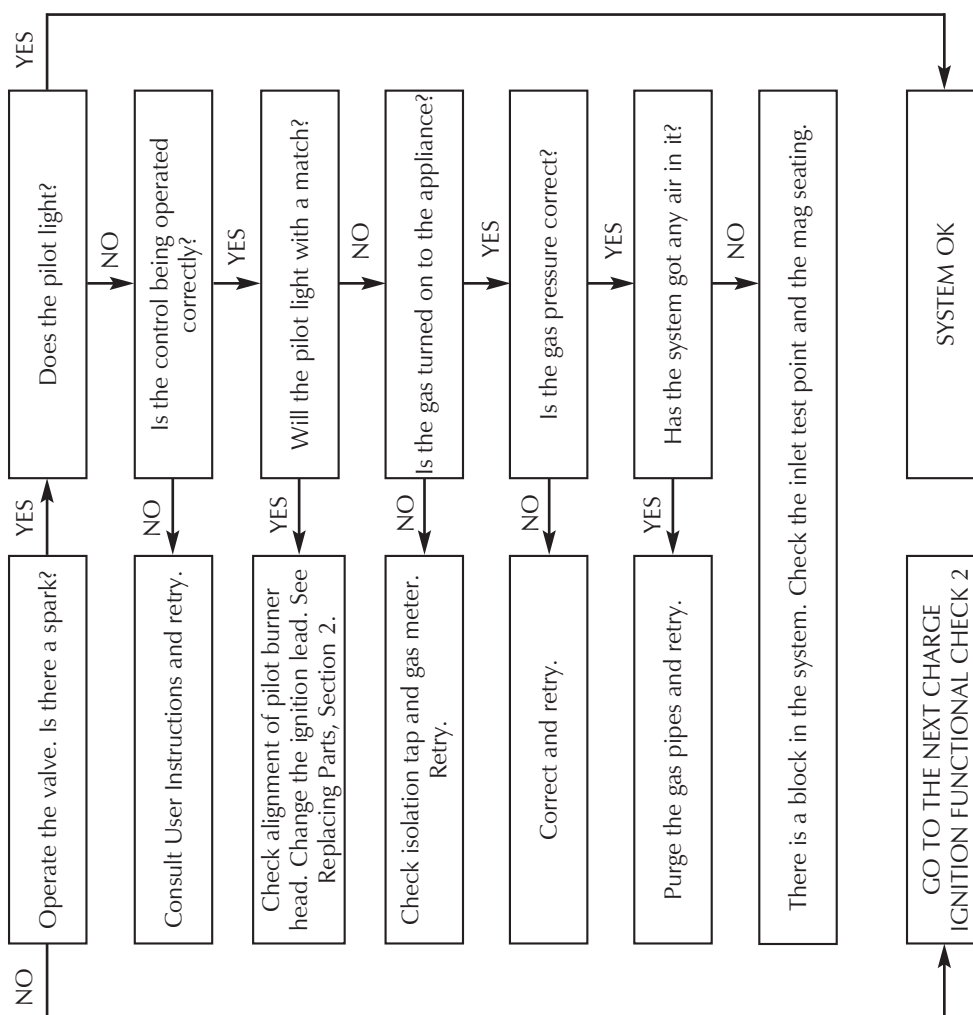 Operate the valve. Is there a spark?
YES
NO
Does the pilot light?
YES
NO
Is the control being operated
correctly?
NO
Consult User Instructions and retry.
YES
Will the pilot light with a match?
YES
Check alignment of pilot burner
head. Change the ignition lead. See
Replacing Parts, Section 2.
NO
Is the gas turned on to the appliance?
NO
Check isolation tap and gas meter.
Retry.
YES
Is the gas pressure correct?
NO
Correct and retry.
YES
Has the system got any air in it?
YES
Purge the gas pipes and retry.
NO
There is a block in the system. Check the inlet test point and the mag seating.
GO TO THE NEXT CHARGE
IGNITION FUNCTIONAL CHECK 2
SYSTEM OK